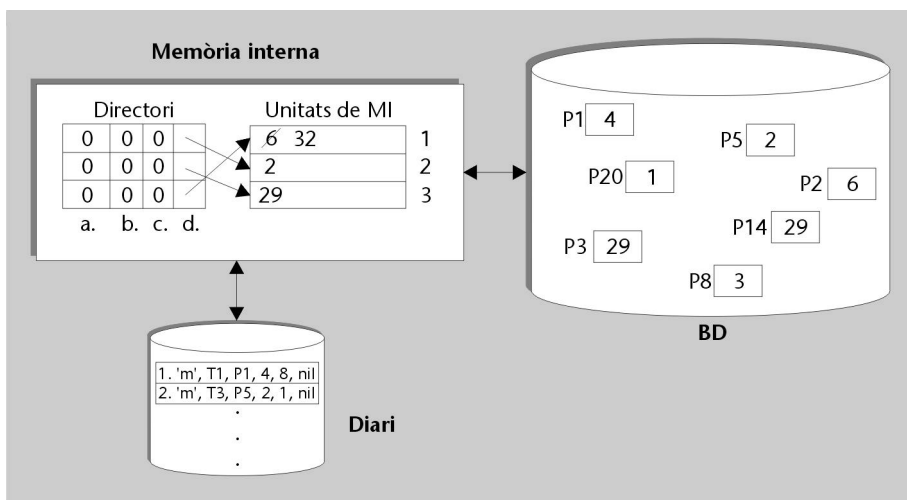 Memòria interna
Directori
Unitats de MI
0 0 0
6 32
1
0 0 0
2
2
0 0 0
29
3
a. b. c. d.
P1 4
P5 2
P20 1
P2 6
P14 29
P3 29
P8 3
BD
1. 'm', T1, P1, 4, 8, nil
2. 'm', T3, P5, 2, 1, nil
.
.
.
Diari